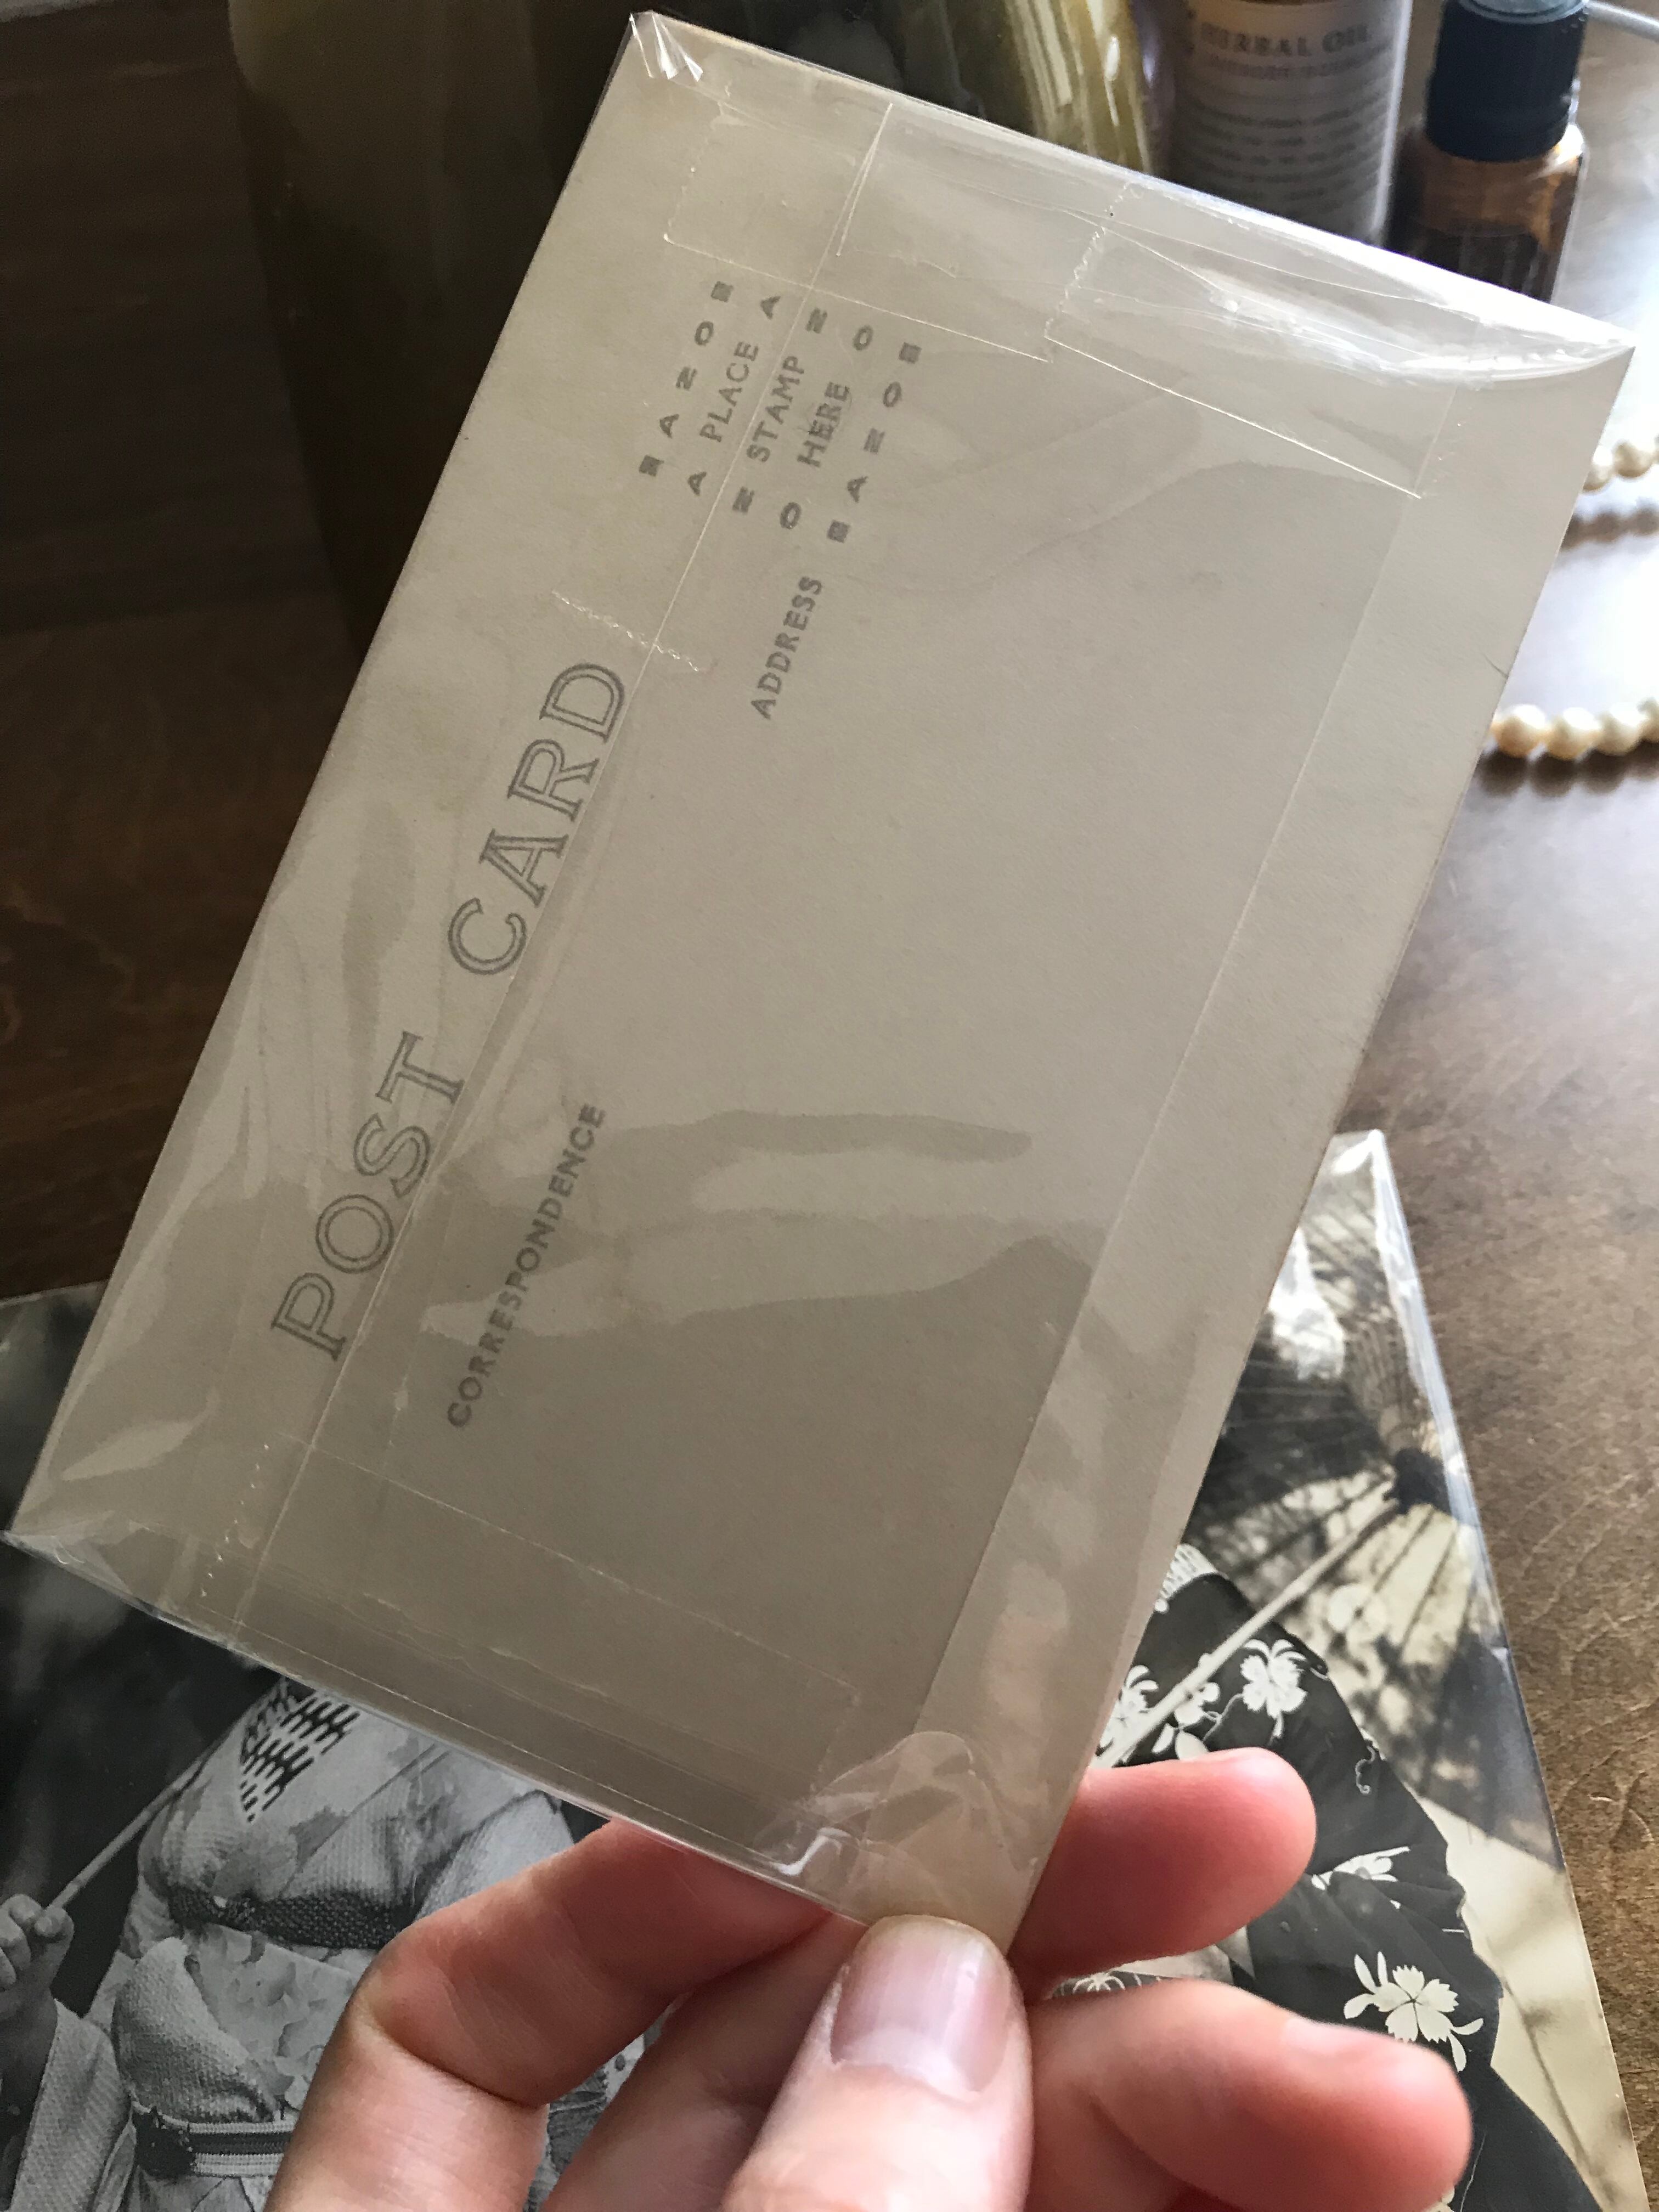 POST CARD
■ A Z O ■
A PLACE A
Z STAMP Z
O HERE O
■ A Z O ■
CORRESPONDENCE
ADDRESS
HERBAL OIL